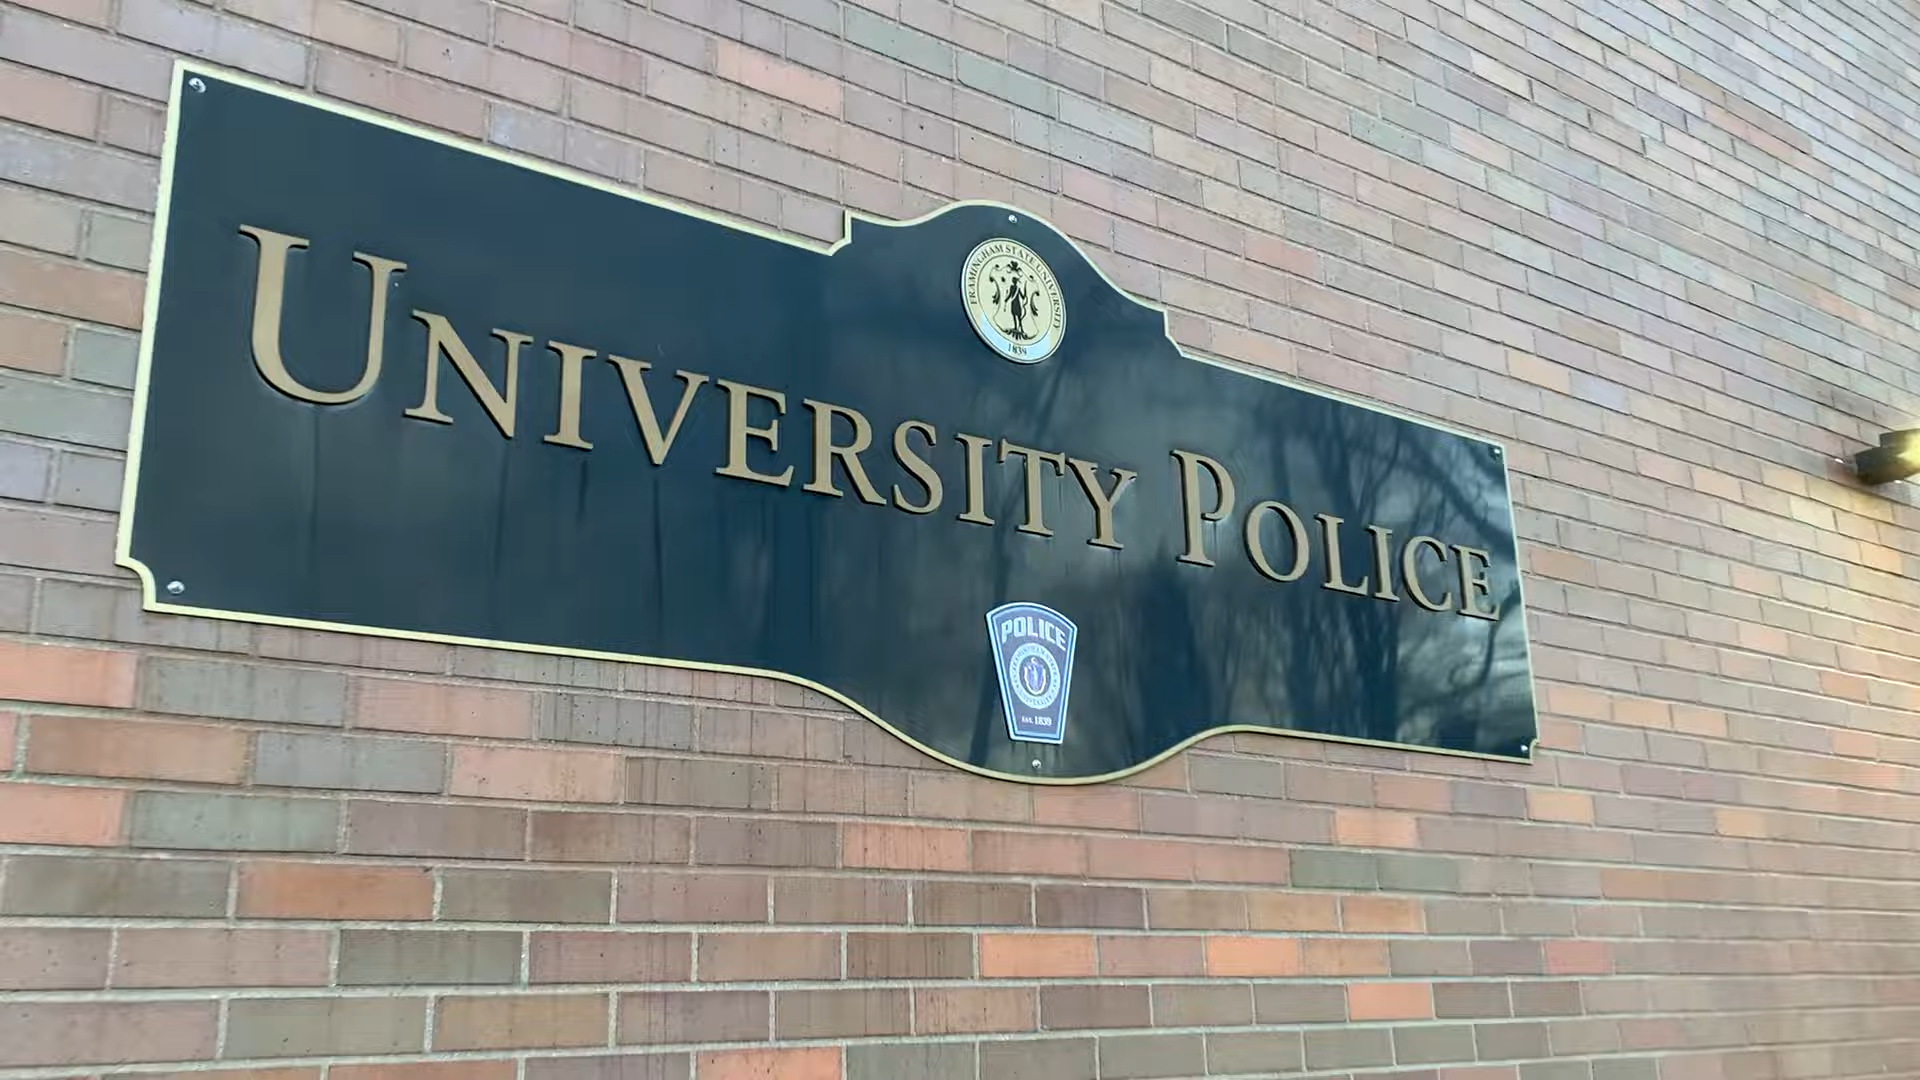 FRAMINGHAM STATE UNIVERSITY
1839
UNIVERSITY POLICE
POLICE
EST. 1839